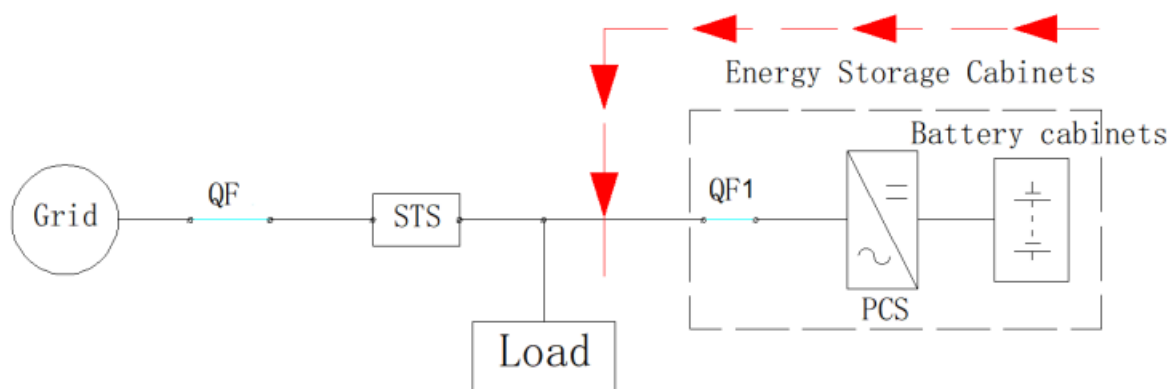 Energy Storage Cabinets
Battery cabinets
Grid
QF
STS
QF1
PCS
Load